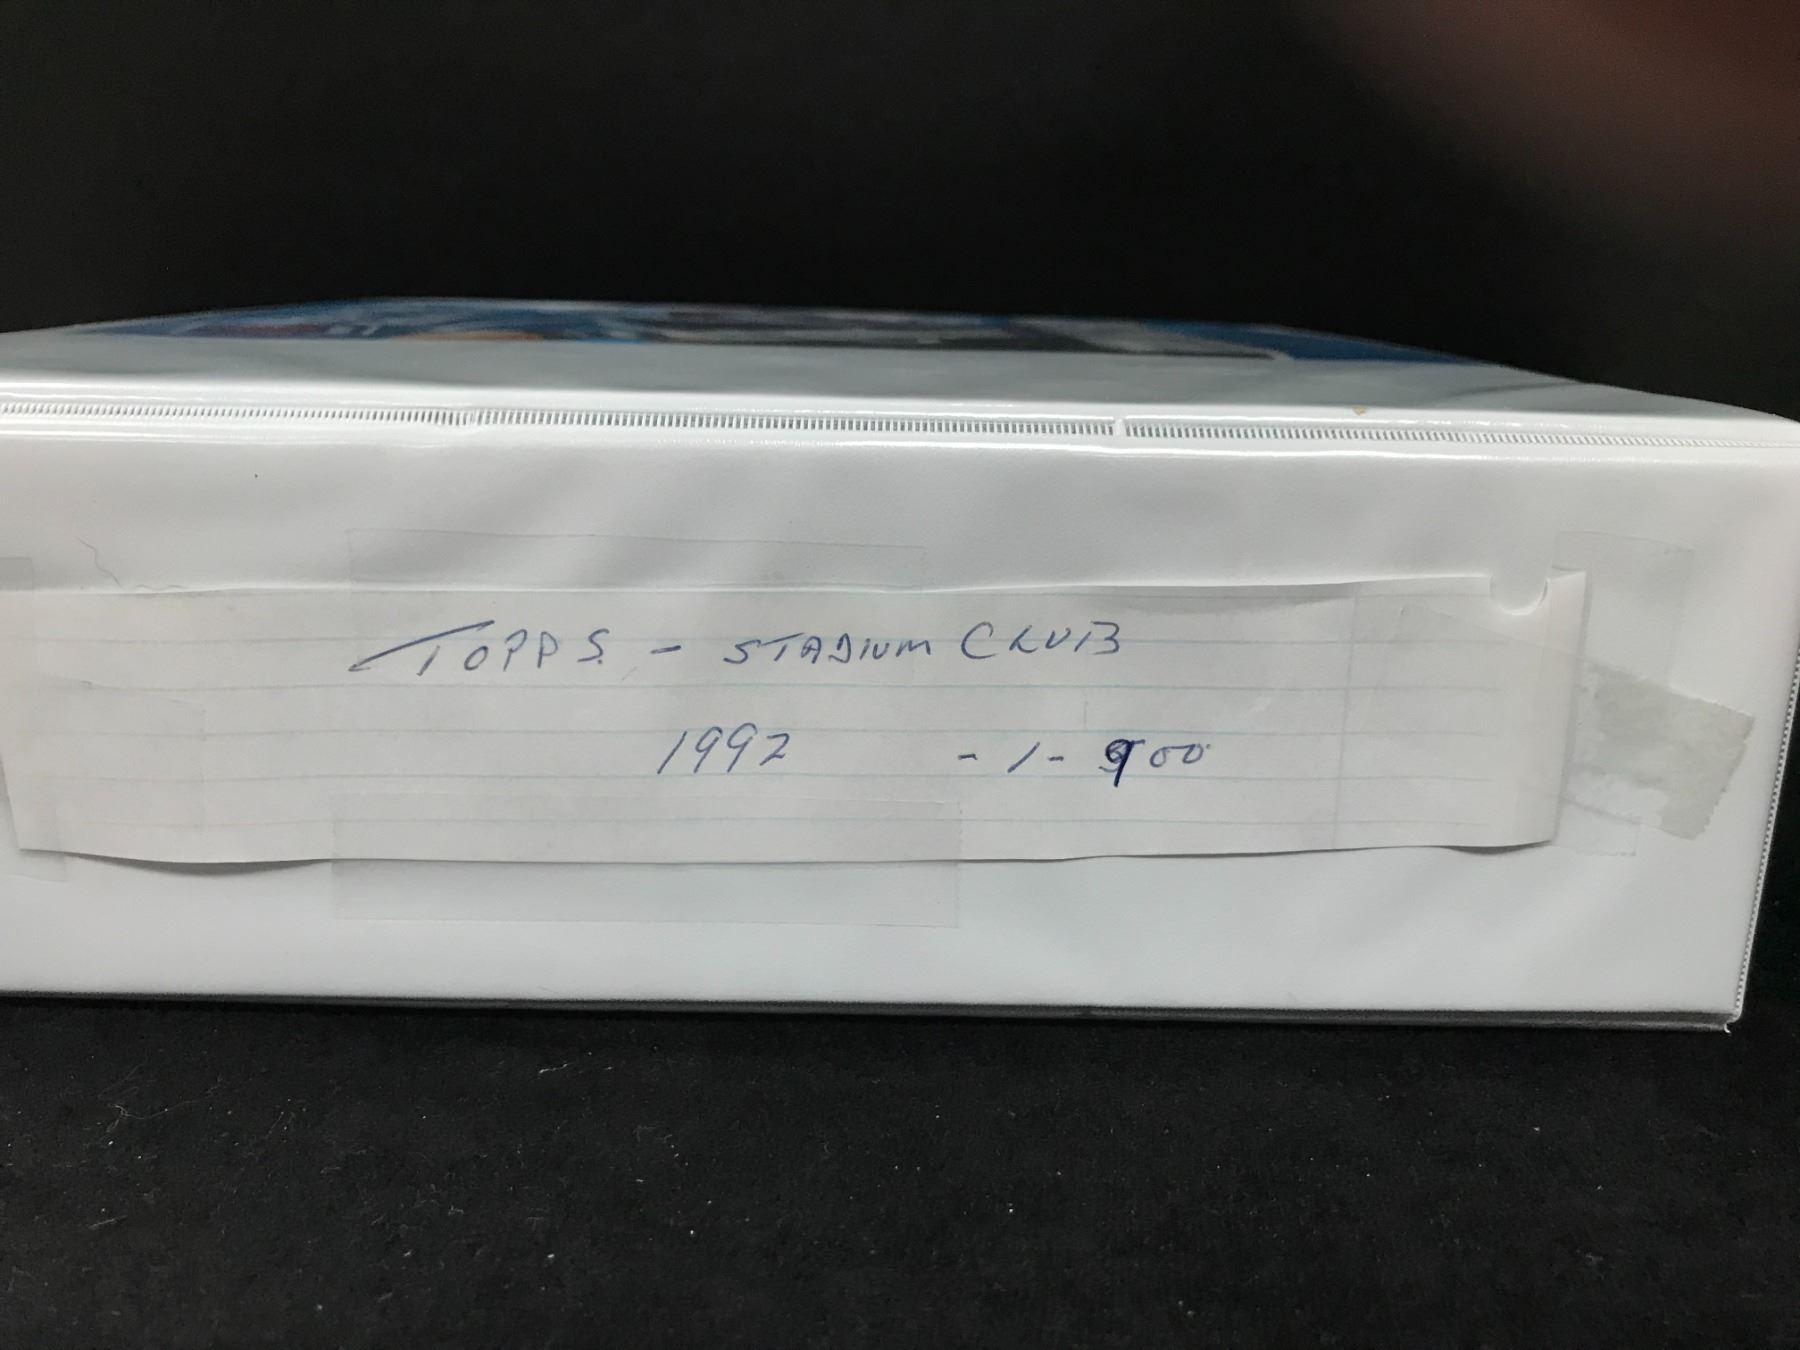 TOPPS. - STADIUM CLUB
1992 - 1 - 900